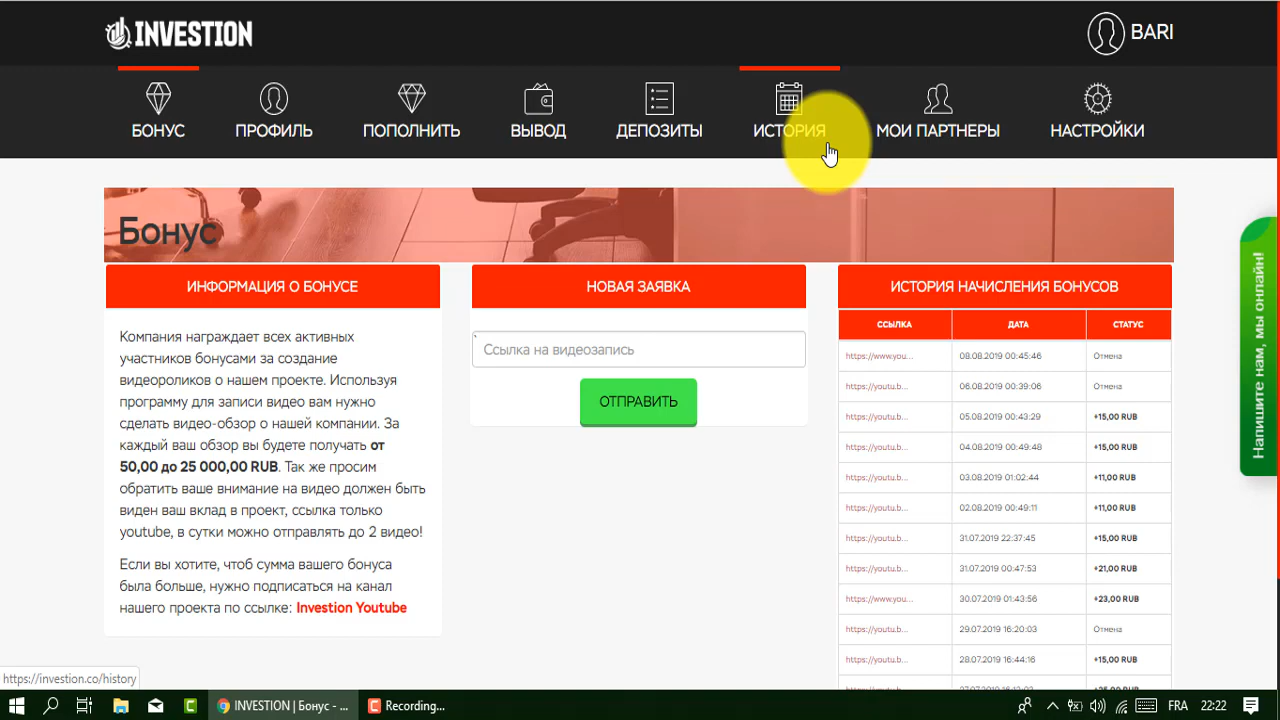 INVESTION
BARI
БОНУС ПРОФИЛЬ ПОПОЛНИТЬ ВЫВОД ДЕПОЗИТЫ ИСТОРИЯ МОИ ПАРТНЕРЫ НАСТРОЙКИ
Бонус
ИНФОРМАЦИЯ О БОНУСЕ
Компания награждает всех активных
участников бонусами за создание
видеороликов о нашем проекте. Используя
программу для записи видео вам нужно
сделать видео-обзор о нашей компании. За
каждый ваш обзор вы будете получать от
50,00 до 25 000,00 RUB. Так же просим
обратить ваше внимание на видео должен быть
виден ваш вклад в проект, ссылка только
youtube, в сутки можно отправлять до 2 видео!
Если вы хотите, чтоб сумма вашего бонуса
была больше, нужно подписаться на канал
нашего проекта по ссылке: Investion Youtube
НОВАЯ ЗАЯВКА
Ссылка на видеозапись
ОТПРАВИТЬ
ИСТОРИЯ НАЧИСЛЕНИЯ БОНУСОВ
ССЫЛКА ДАТА СТАТУС
https://www.you... 08.08.2019 00:45:46 Отмена
https://youtu.b... 06.08.2019 00:39:06 Отмена
https://youtu.b... 05.08.2019 00:43:29 +15,00 RUB
https://youtu.b... 04.08.2019 00:49:48 +15,00 RUB
https://youtu.b... 03.08.2019 01:02:44 +11,00 RUB
https://youtu.b... 02.08.2019 00:49:11 +11,00 RUB
https://youtu.b... 31.07.2019 22:37:45 +15,00 RUB
https://youtu.b... 31.07.2019 00:47:53 +21,00 RUB
https://www.you... 30.07.2019 01:43:56 +23,00 RUB
https://youtu.b... 29.07.2019 16:20:03 Отмена
https://youtu.b... 28.07.2019 16:44:16 +15,00 RUB
Напишите нам, мы онлайн!
https://investion.co/history
INVESTION | Бонус - ...
Recording...
FRA
22:22